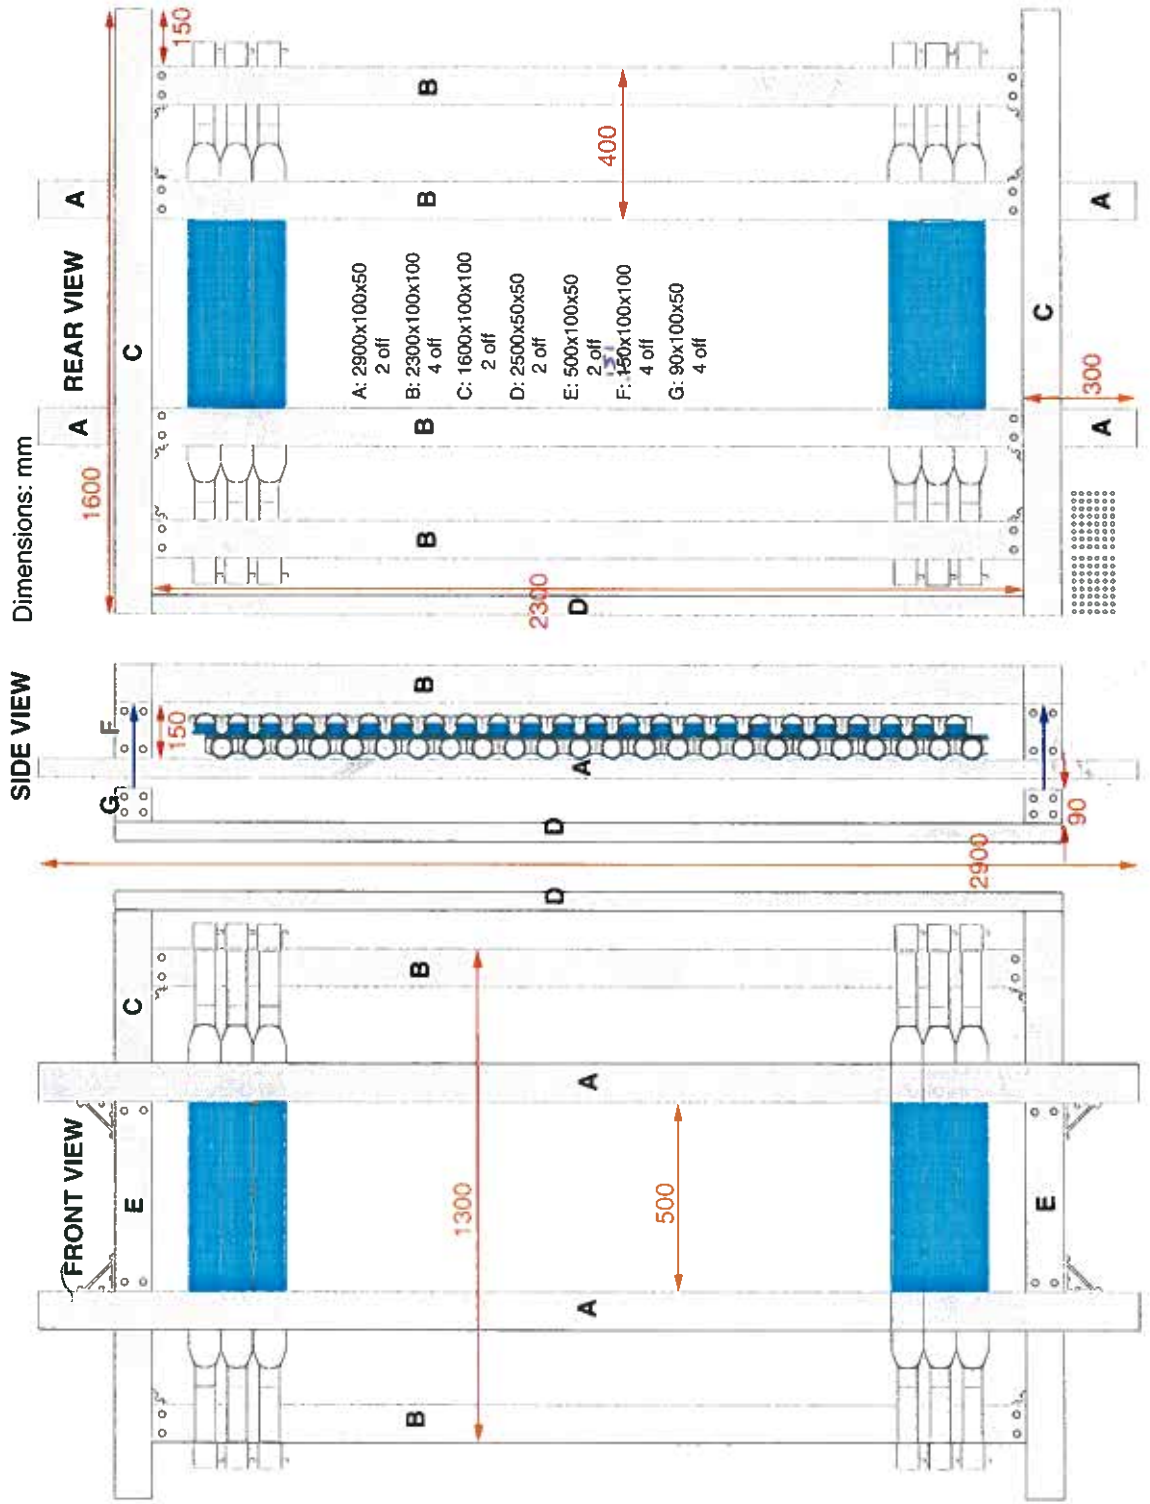 Dimensions: mm
REAR VIEW
1600
150
A
A
C
B
B
B
B
400
A: 2900x100x50
2 off
B: 2300x100x100
4 off
C: 1600x100x100
2 off
D: 2500x50x50
2 off
E: 500x100x50
2 off
151
F: 150x100x100
4 off
G: 90x100x50
4 off
2300
D
C
A
A
300
SIDE VIEW
F
G
150
B
A
D
90
2900
FRONT VIEW
D
C
E
B
A
1300
500
A
B
E